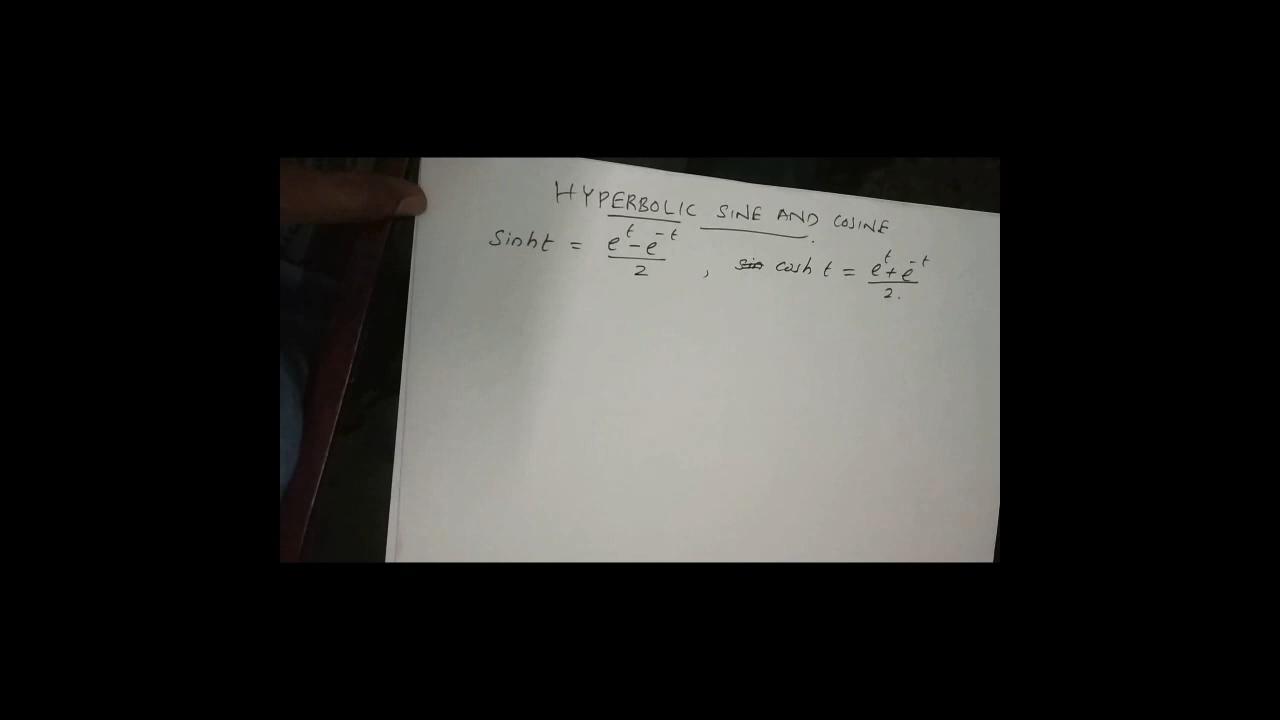 HYPERBOLIC SINE AND COSINE
sinht = e^t - e^-t / 2 , sin cosh t = e^t + e^-t / 2.